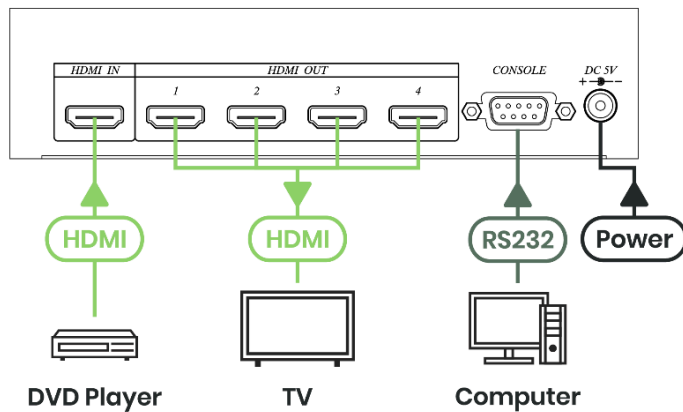 HDMI IN HDMI OUT CONSOLE DC 5V
1 2 3 4
HDMI HDMI RS232 Power
DVD Player TV Computer